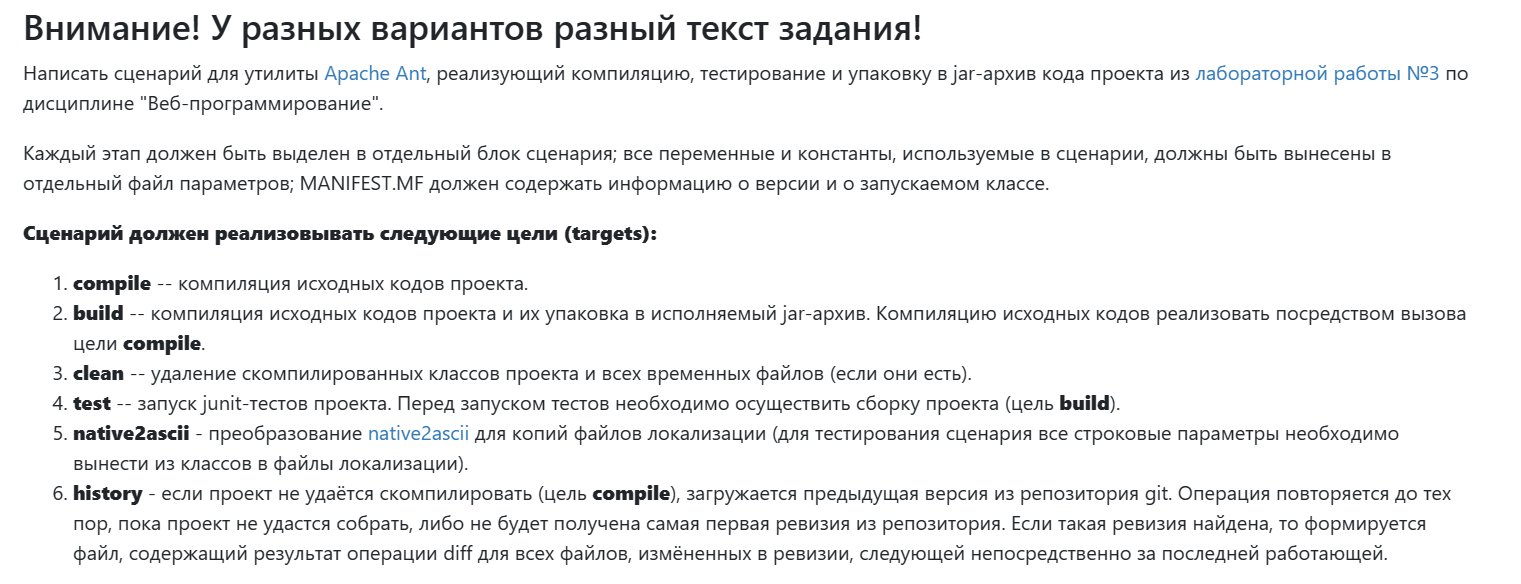 Внимание! У разных вариантов разный текст задания!
Написать сценарий для утилиты Apache Ant, реализующий компиляцию, тестирование и упаковку в jar-архив кода проекта из лабораторной работы №3 по
дисциплине "Веб-программирование".
Каждый этап должен быть выделен в отдельный блок сценария; все переменные и константы, используемые в сценарии, должны быть вынесены в
отдельный файл параметров; MANIFEST.MF должен содержать информацию о версии и о запускаемом классе.
Сценарий должен реализовывать следующие цели (targets):
1. compile -- компиляция исходных кодов проекта.
2. build -- компиляция исходных кодов проекта и их упаковка в исполняемый jar-архив. Компиляцию исходных кодов реализовать посредством вызова
цели compile.
3. clean -- удаление скомпилированных классов проекта и всех временных файлов (если они есть).
4. test -- запуск junit-тестов проекта. Перед запуском тестов необходимо осуществить сборку проекта (цель build).
5. native2ascii - преобразование native2ascii для копий файлов локализации (для тестирования сценария все строковые параметры необходимо
вынести из классов в файлы локализации).
6. history - если проект не удаётся скомпилировать (цель compile), загружается предыдущая версия из репозитория git. Операция повторяется до тех
пор, пока проект не удастся собрать, либо не будет получена самая первая ревизия из репозитория. Если такая ревизия найдена, то формируется
файл, содержащий результат операции diff для всех файлов, измёненных в ревизии, следующей непосредственно за последней работающей.